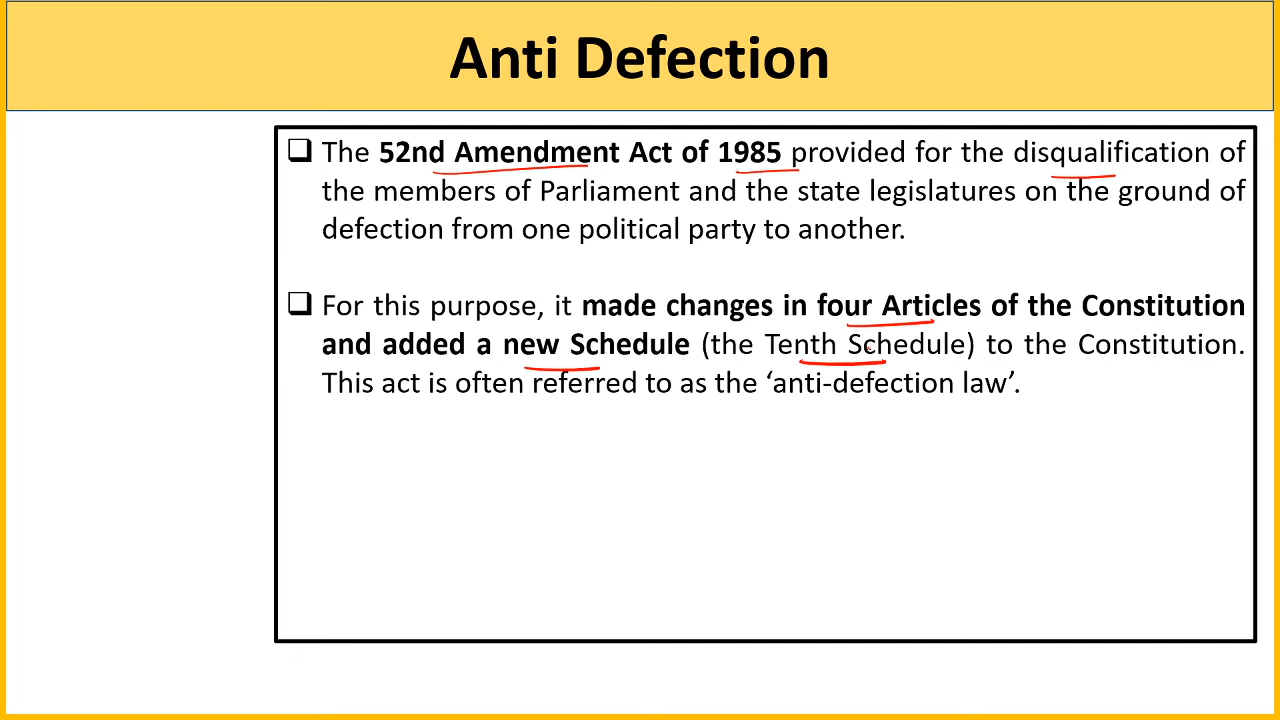 Anti Defection
❑ The 52nd Amendment Act of 1985 provided for the disqualification of
the members of Parliament and the state legislatures on the ground of
defection from one political party to another.
❑ For this purpose, it made changes in four Articles of the Constitution
and added a new Schedule (the Tenth Schedule) to the Constitution.
This act is often referred to as the ‘anti-defection law’.